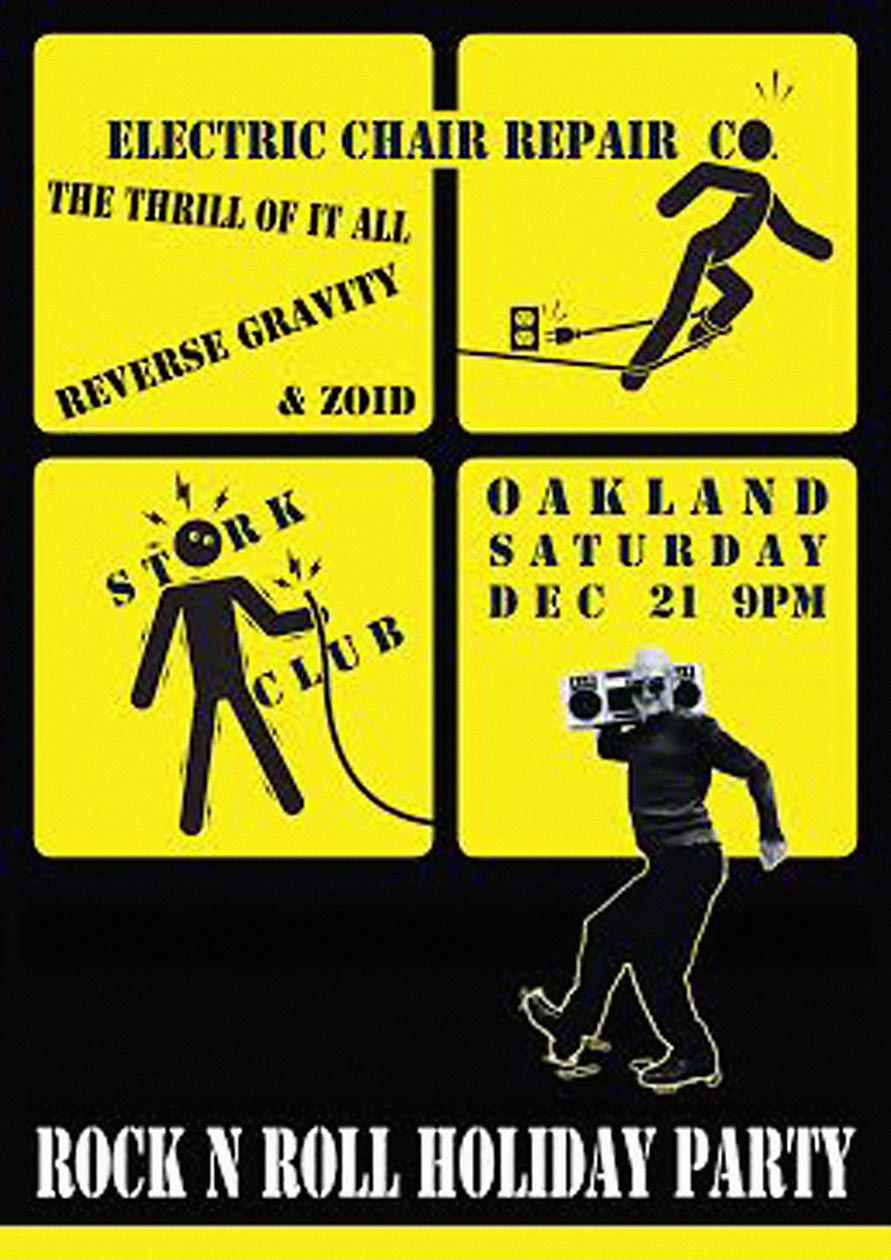 ELECTRIC CHAIR REPAIR CO.
THE THRILL OF IT ALL
REVERSE GRAVITY
& ZOID
STORK
CLUB
OAKLAND
SATURDAY
DEC 21 9PM
ROCK N ROLL HOLIDAY PARTY